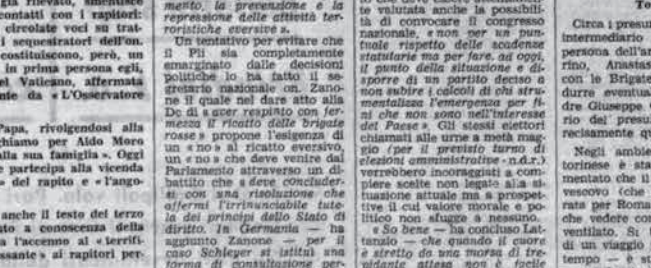 gia rilevato, smentisce
contatti con i rapitori:
circolate voci su trat-
i sequestratori dell'on.
costituiscono, però, un
in prima persona egli,
el Vaticano, affermata
nte da « L'Osservatore
Papa, rivolgendosi alla
ghiamo per Aldo Moro
lla sua famiglia ». Oggi
e partecipa alla vicenda
» del rapito e « l'ango-
anche il testo del terzo
to a conoscenza della
a l'accenno al « terrifi-
ssante » ai rapitori per-
mento, la prevenzione e la
repressione delle attività ter-
roristiche eversive ».
Un tentativo per evitare che
il Pli sia completamente
emarginato dalle decisioni
politiche lo ha fatto il se-
gretario nazionale on. Zano-
ne il quale nel dare atto alla
Dc di « aver respinto con fer-
mezza il ricatto delle brigate
rosse » propone l'esigenza di
un « no » al ricatto eversivo,
un « no » che deve venire dal
Parlamento attraverso un di-
battito che « deve concluder-
si con una risoluzione che
affermi l'irrinunciabile tute-
la dei principi dello Stato di
diritto. In Germania — ha
aggiunto Zanone — per il
caso Schleyer si istituì una
forma di consultazione per-
te valutata anche la possibili-
tà di convocare il congresso
nazionale, « non per un pun-
tuale rispetto delle scadenze
statutarie ma per fare, ad oggi,
il punto della situazione e di-
sporre di un partito deciso a
non subire i calcoli di chi stru-
mentalizza l'emergenza per fi-
ni che non sono nell'interesse
del Paese ». Gli stessi elettori
chiamati alle urne a metà mag-
gio (per il previsto turno di
elezioni amministrative - n.d.r.)
verrebbero incoraggiati a com-
piere scelte non legate alla si-
tuazione attuale ma a prospet-
tive il cui valore morale e po-
litico non sfugge a nessuno.
« So bene — ha concluso Lat-
tanzio — che quando il cuore
è stretto da una morsa di tre-
pidante attesa non è facile
To
Circa i presun
intermediario
persona dell'ar
rino, Anastas
con le Brigate
durre eventua
dre Giuseppe
rio del presu
recisamente qu
Negli ambie
torinese è sta
mentato che il
vescovo (che
rata per Roma
che vedere con
ventilato. Si
di un viaggio
tempo — è s